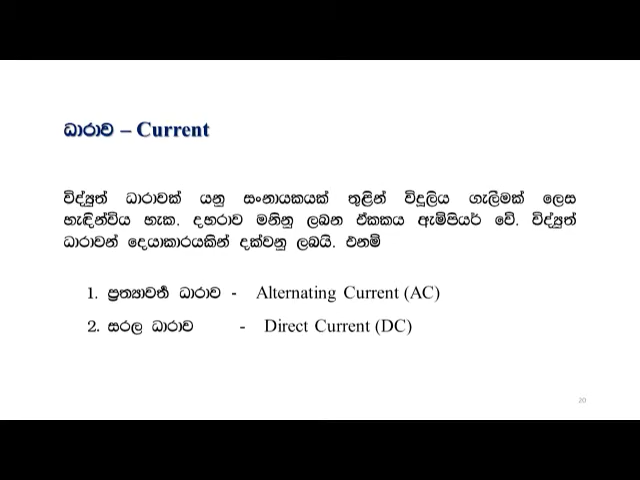 ධාරාව – Current
විද්‍යුත් ධාරාවක් යනු සංනායකයක් තුළින් විදුලිය ගැලීමක් ලෙස
හැඳින්විය හැක. දහරාව මනිනු ලබන ඒකකය ඇම්පියර් වේ. විද්‍යුත්
ධාරාවන් දෙයාකාරයකින් දක්වනු ලබයි. එනම්
1. ප්‍රත්‍යාවර්ත ධාරාව - Alternating Current (AC)
2. සරල ධාරාව - Direct Current (DC)
20